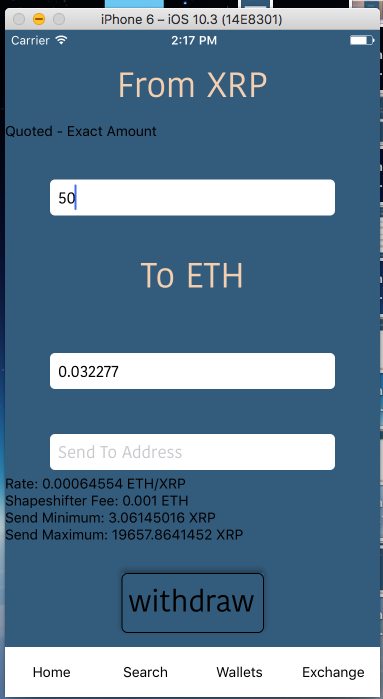 iPhone 6 – iOS 10.3 (14E8301)
Carrier 2:17 PM
From XRP
Quoted - Exact Amount
50
To ETH
0.032277
Send To Address
Rate: 0.00064554 ETH/XRP
Shapeshifter Fee: 0.001 ETH
Send Minimum: 3.06145016 XRP
Send Maximum: 19657.8641452 XRP
withdraw
Home Search Wallets Exchange